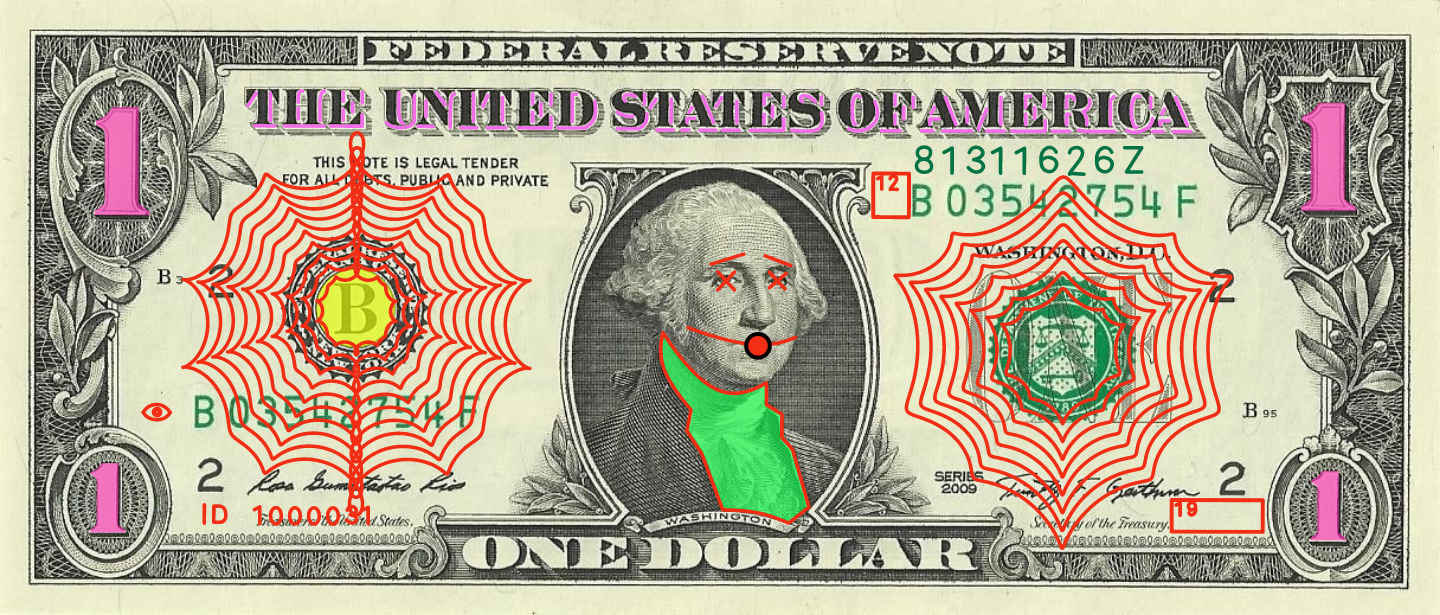 FEDERAL RESERVE NOTE
THE UNITED STATES OF AMERICA
1
1
THIS NOTE IS LEGAL TENDER
FOR ALL DEBTS, PUBLIC AND PRIVATE
81311626Z
12
B 03542754 F
WASHINGTON, D.C.
B 3
2
2
B
B 03542754 F
B 95
2
Rosa Gumataotao Rios
SERIES
2009
2
ID 1000031
Treasurer of the United States.
Secretary of the Treasury.
19
WASHINGTON
1
1
ONE DOLLAR